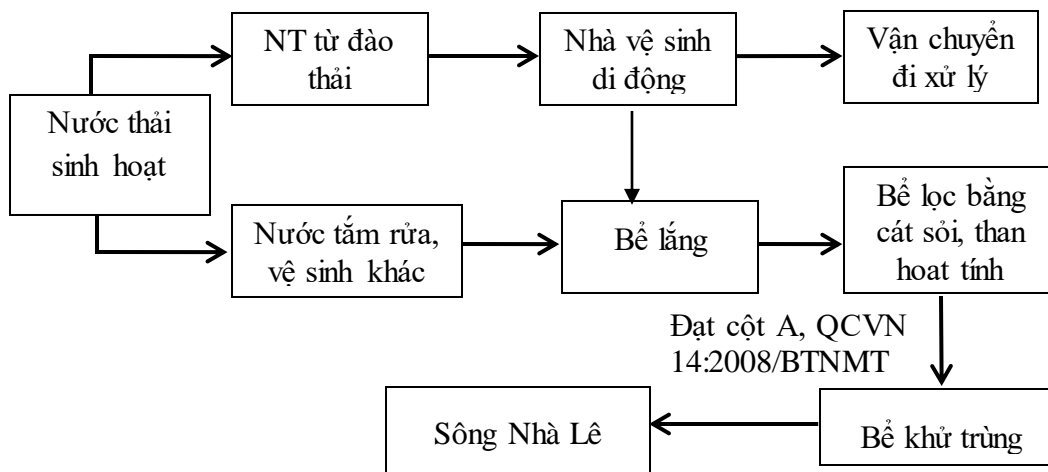 NT từ đào
thải
Nhà vệ sinh
di động
Vận chuyển
đi xử lý
Nước thải
sinh hoạt
Nước tắm rửa,
vệ sinh khác
Bể lắng
Bể lọc bằng
cát sỏi, than
hoat tính
Đạt cột A, QCVN
14:2008/BTNMT
Sông Nhà Lê
Bể khử trùng